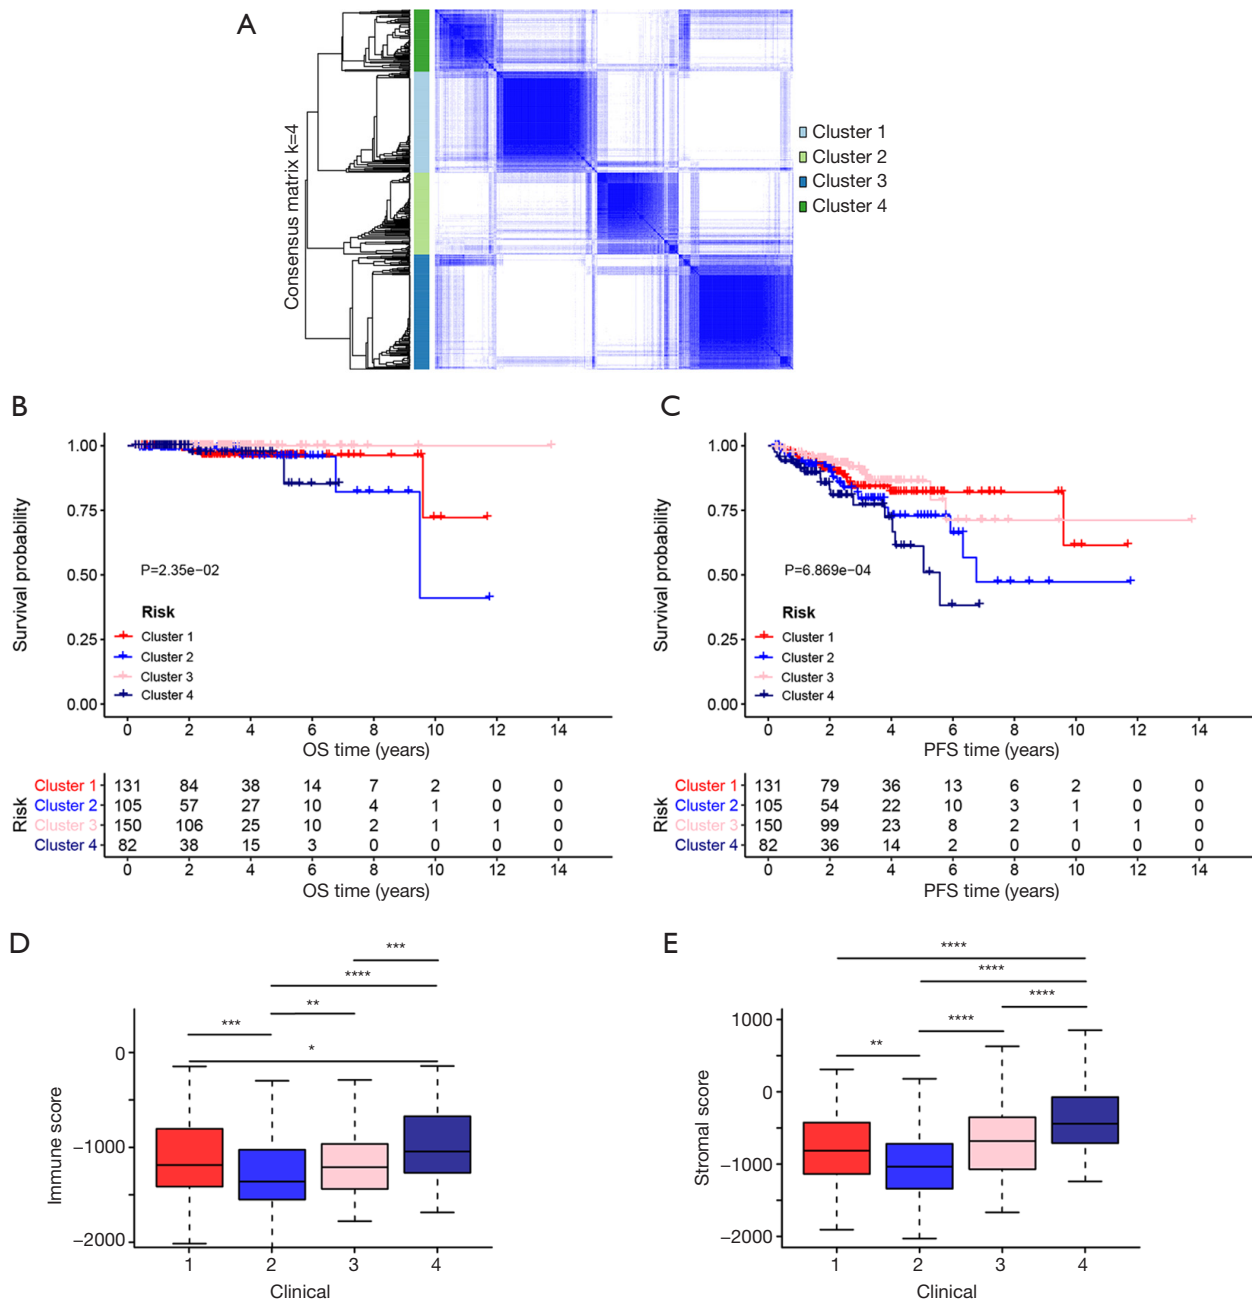 A
Consensus matrix k=4
Cluster 1
Cluster 2
Cluster 3
Cluster 4
B
Survival probability
1.00
0.75
0.50
0.25
0.00
P=2.35e−02
Risk
Cluster 1
Cluster 2
Cluster 3
Cluster 4
0 2 4 6 8 10 12 14
OS time (years)
Risk
Cluster 1 131 84 38 14 7 2 0 0
Cluster 2 105 57 27 10 4 1 0 0
Cluster 3 150 106 25 10 2 1 1 0
Cluster 4 82 38 15 3 0 0 0 0
0 2 4 6 8 10 12 14
OS time (years)
C
Survival probability
1.00
0.75
0.50
0.25
0.00
P=6.869e−04
Risk
Cluster 1
Cluster 2
Cluster 3
Cluster 4
0 2 4 6 8 10 12 14
PFS time (years)
Risk
Cluster 1 131 79 36 13 6 2 0 0
Cluster 2 105 54 22 10 3 1 0 0
Cluster 3 150 99 23 8 2 1 1 0
Cluster 4 82 36 14 2 0 0 0 0
0 2 4 6 8 10 12 14
PFS time (years)
D
***
****
**
***
*
Immune score
0
−1000
−2000
1 2 3 4
Clinical
E
****
****
****
****
**
Stromal score
1000
0
−1000
−2000
1 2 3 4
Clinical